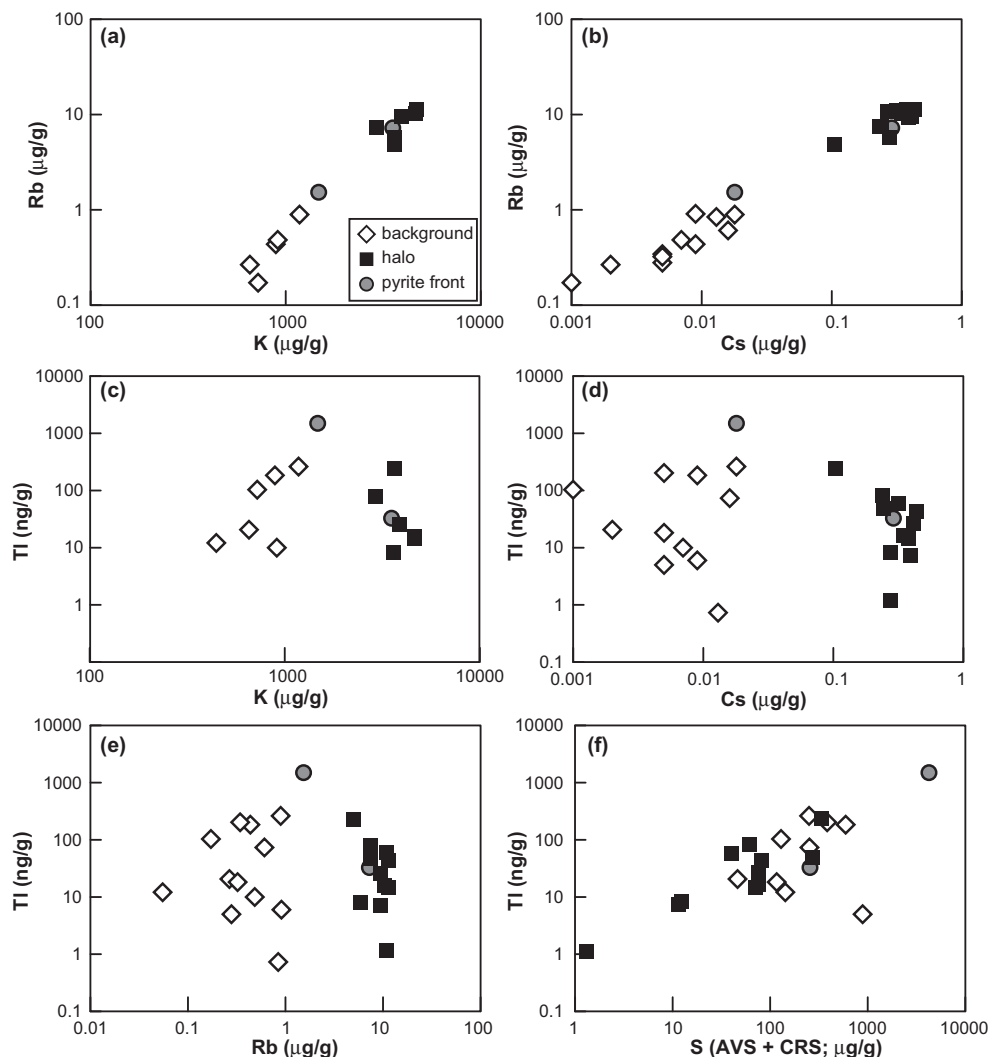 (a)
100
10
1
0.1
Rb (µg/g)
100
1000
10000
K (µg/g)
background
halo
pyrite front
(b)
100
10
1
0.1
Rb (µg/g)
0.001
0.01
0.1
1
Cs (µg/g)
(c)
10000
1000
100
10
1
0.1
Tl (ng/g)
100
1000
10000
K (µg/g)
(d)
10000
1000
100
10
1
0.1
Tl (ng/g)
0.001
0.01
0.1
1
Cs (µg/g)
(e)
10000
1000
100
10
1
0.1
Tl (ng/g)
0.01
0.1
1
10
100
Rb (µg/g)
(f)
10000
1000
100
10
1
0.1
Tl (ng/g)
1
10
100
1000
10000
S (AVS + CRS; µg/g)